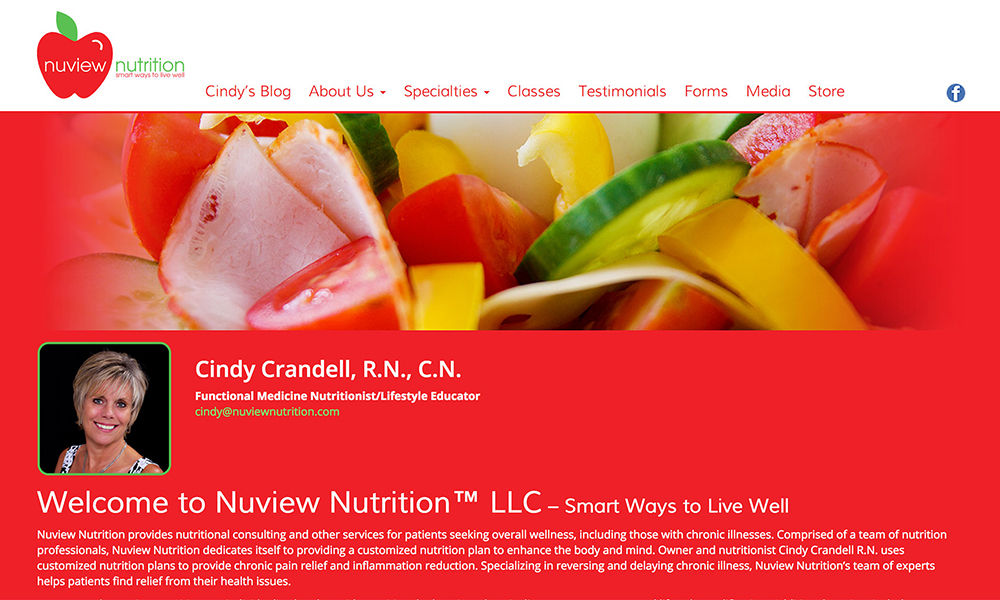 nuview nutrition
smart ways to live well
Cindy's Blog About Us Specialties Classes Testimonials Forms Media Store
f
Cindy Crandell, R.N., C.N.
Functional Medicine Nutritionist/Lifestyle Educator
cindy@nuviewnutrition.com
Welcome to Nuview Nutrition™ LLC – Smart Ways to Live Well
Nuview Nutrition provides nutritional consulting and other services for patients seeking overall wellness, including those with chronic illnesses. Comprised of a team of nutrition
professionals, Nuview Nutrition dedicates itself to providing a customized nutrition plan to enhance the body and mind. Owner and nutritionist Cindy Crandell R.N. uses
customized nutrition plans to provide chronic pain relief and inflammation reduction. Specializing in reversing and delaying chronic illness, Nuview Nutrition's team of experts
helps patients find relief from their health issues.